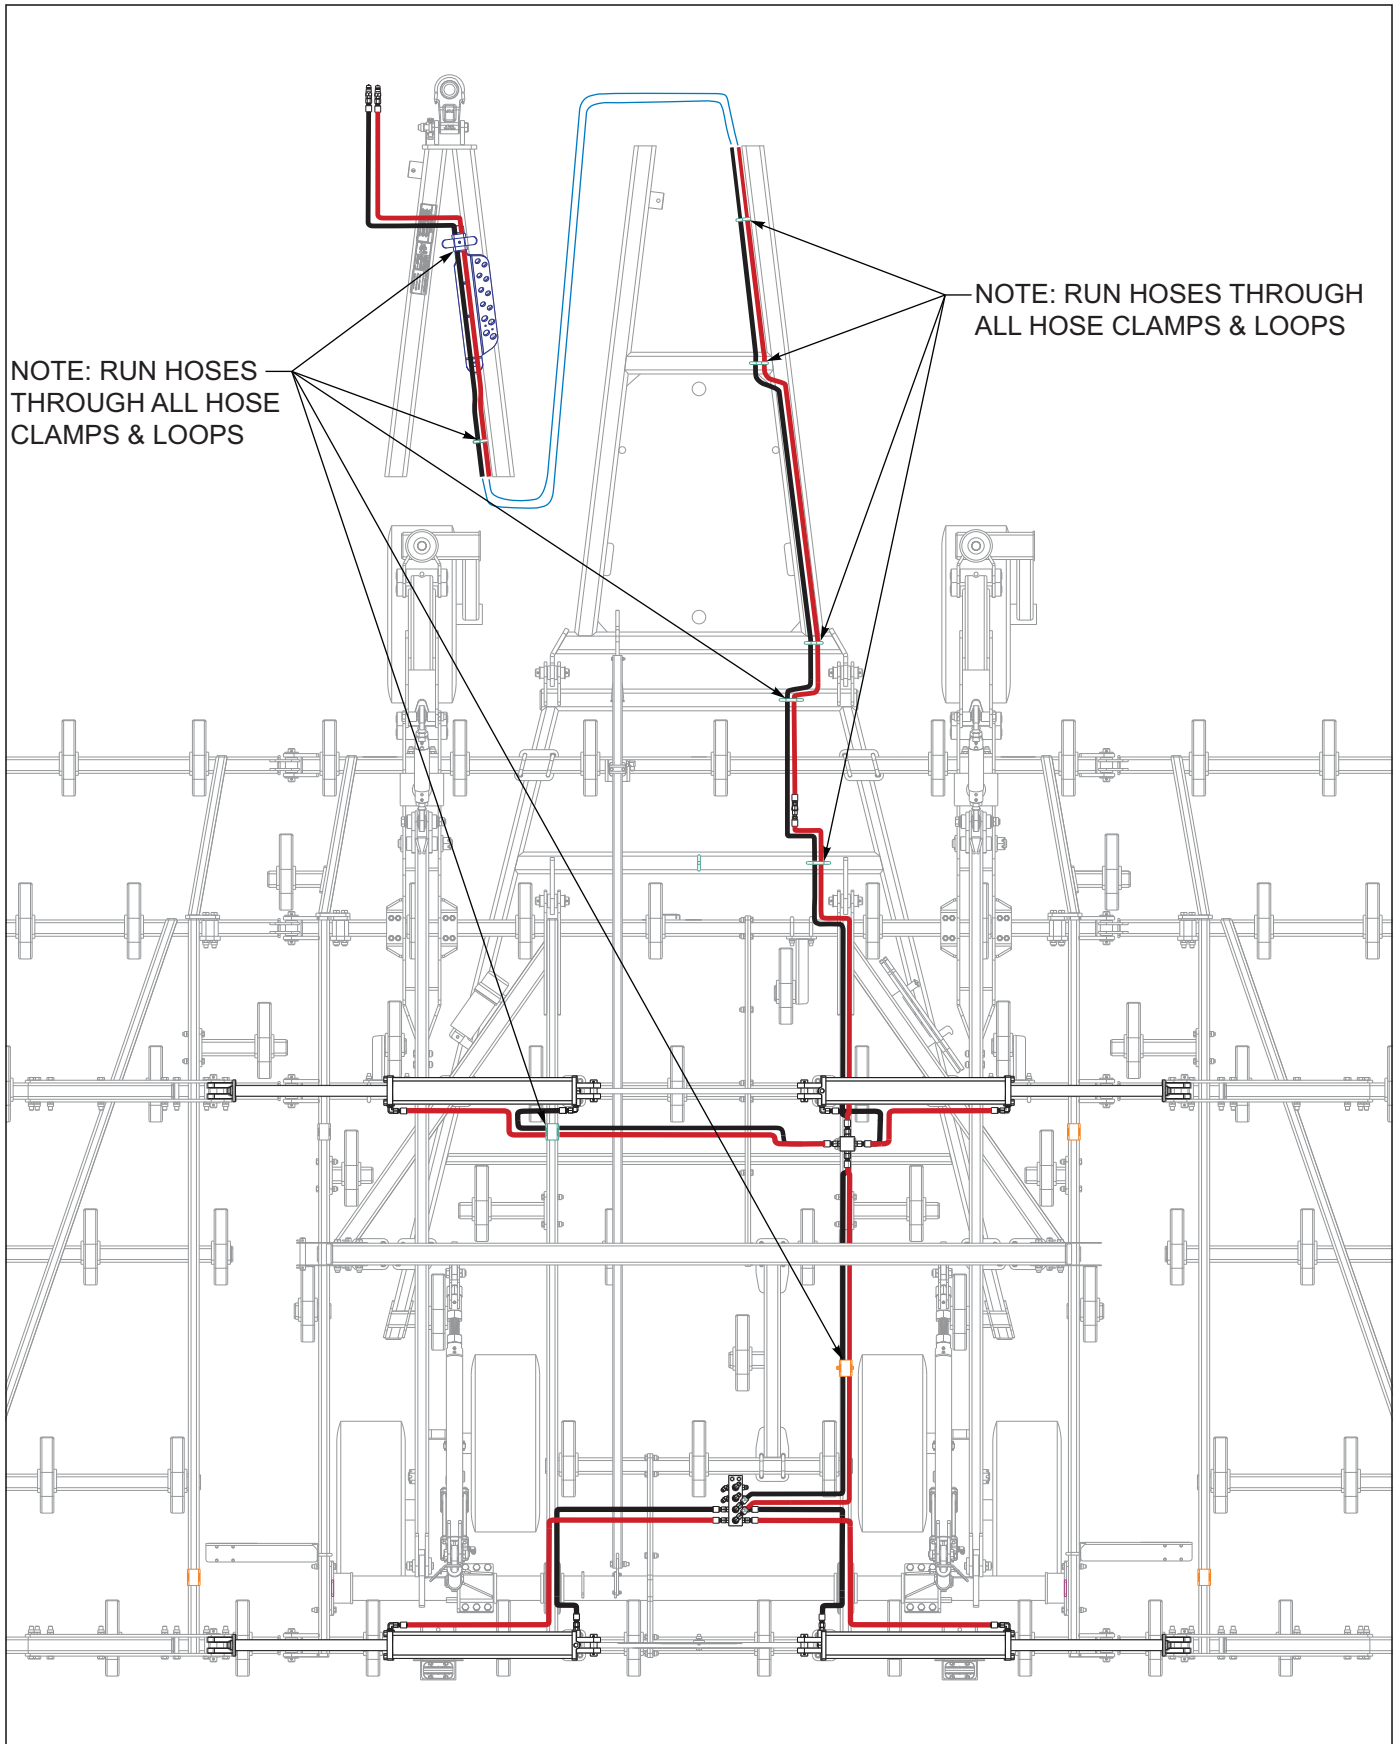 NOTE: RUN HOSES THROUGH
ALL HOSE CLAMPS & LOOPS
NOTE: RUN HOSES
THROUGH ALL HOSE
CLAMPS & LOOPS